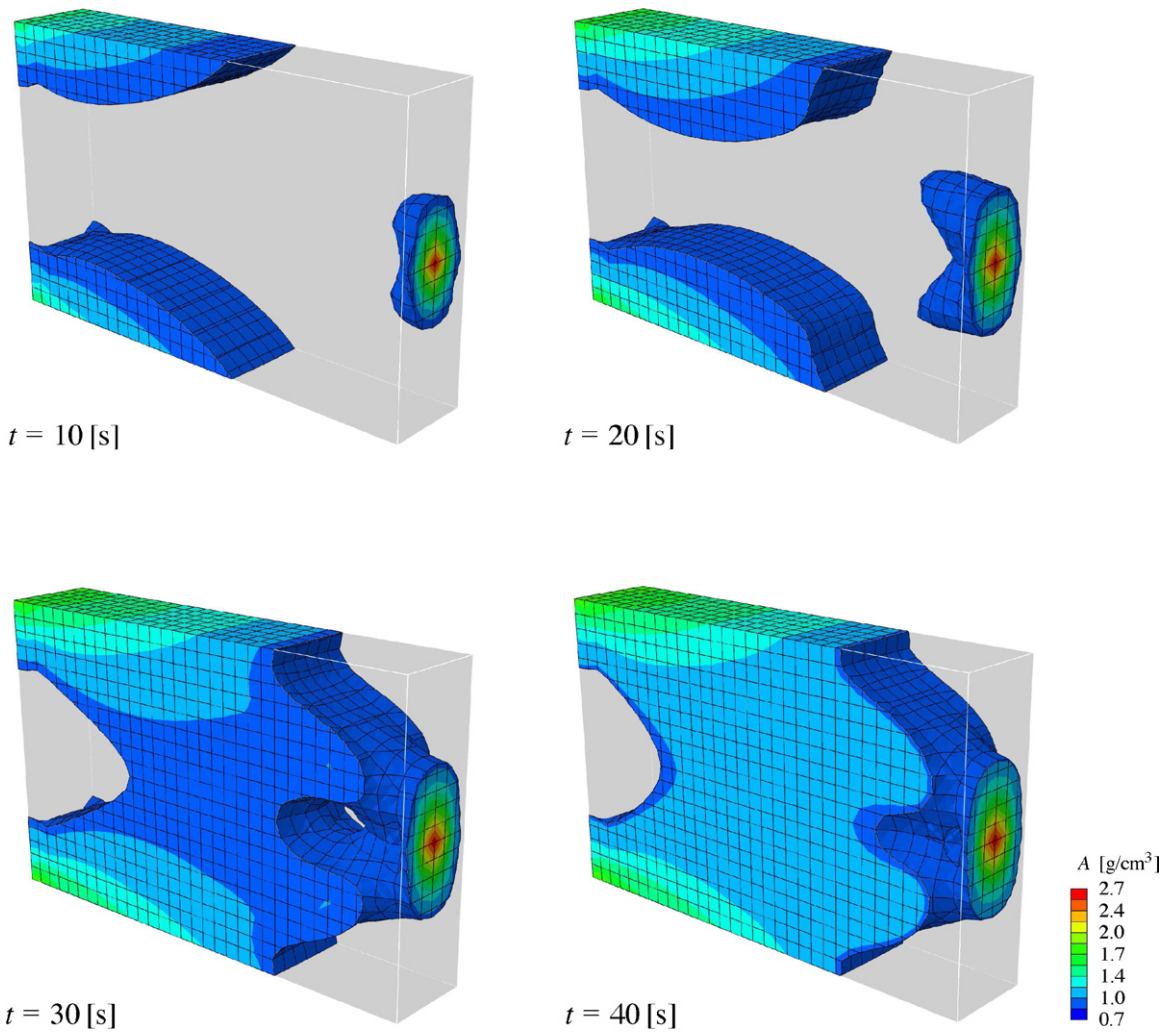 t = 10 [s]
t = 20 [s]
t = 30 [s]
t = 40 [s]
A [g/cm³]
2.7
2.4
2.0
1.7
1.4
1.0
0.7